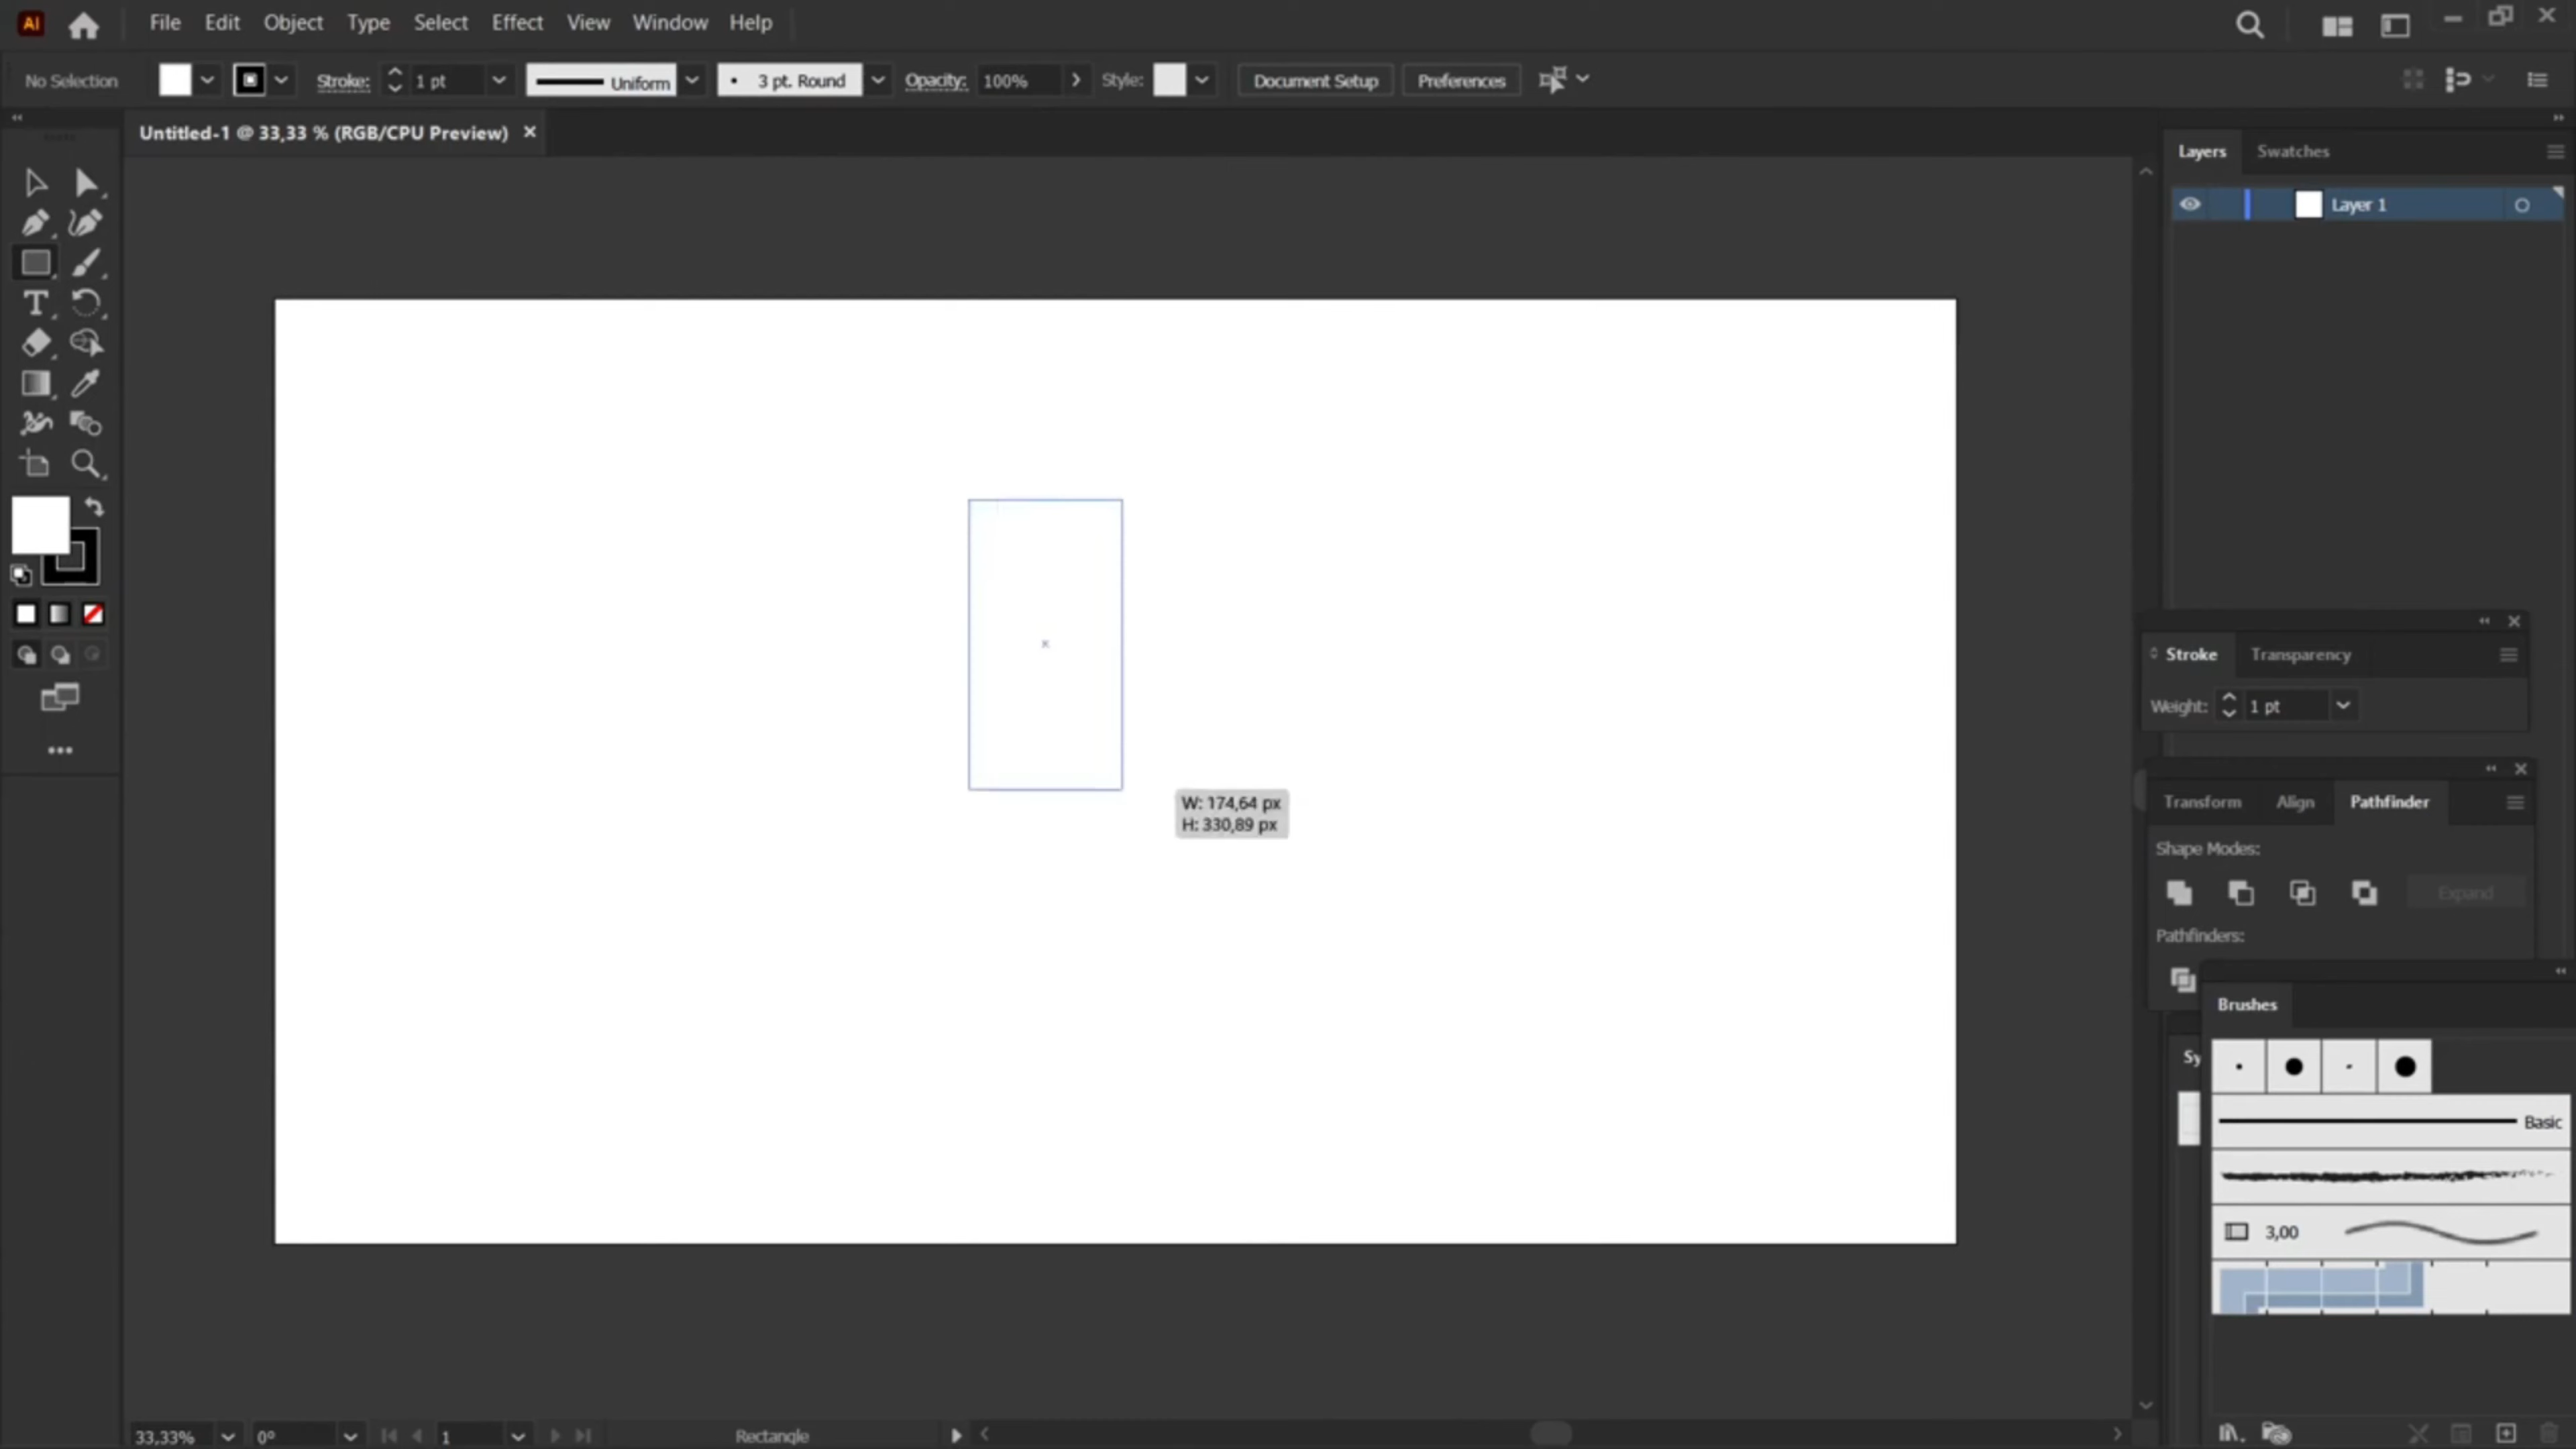 Ai File Edit Object Type Select Effect View Window Help
No Selection Stroke: 1 pt Uniform 3 pt. Round Opacity: 100% Style: Document Setup Preferences
Untitled-1 @ 33,33 % (RGB/CPU Preview)
Layers Swatches
Layer 1
Stroke Transparency
Weight: 1 pt
W: 174,64 px
H: 330,89 px
Transform Align Pathfinder
Shape Modes:
Expand
Pathfinders:
Brushes
Sy
Basic
3,00
33,33% 0° 1 Rectangle